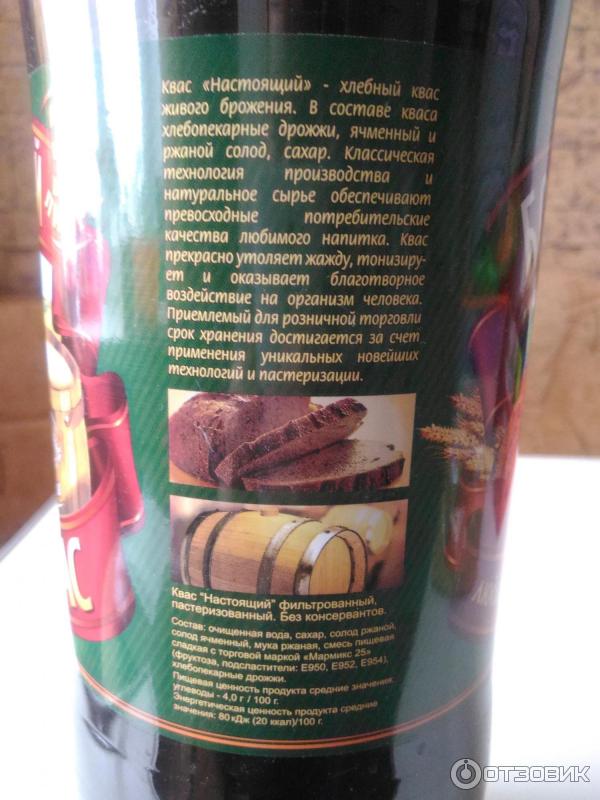 Квас «Настоящий» - хлебный квас
живого брожения. В составе кваса
хлебопекарные дрожжи, ячменный и
ржаной солод, сахар. Классическая
технология производства и
натуральное сырье обеспечивают
превосходные потребительские
качества любимого напитка. Квас
прекрасно утоляет жажду, тонизиру-
ет и оказывает благотворное
воздействие на организм человека.
Приемлемый для розничной торговли
срок хранения достигается за счет
применения уникальных новейших
технологий и пастеризации.
Квас "Настоящий" фильтрованный,
пастеризованный. Без консервантов.
Состав: очищенная вода, сахар, солод ржаной,
солод ячменный, мука ржаная, смесь пищевая
сладкая с торговой маркой «Мармикс 25»
(фруктоза, подсластители: Е950, Е952, Е954),
хлебопекарные дрожжи.
Пищевая ценность продукта средние значения:
углеводы - 4,0 г / 100 г.
Энергетическая ценность продукта средние
значения: 80 кДж (20 ккал)/100 г.
АС
ОТЗОВИК